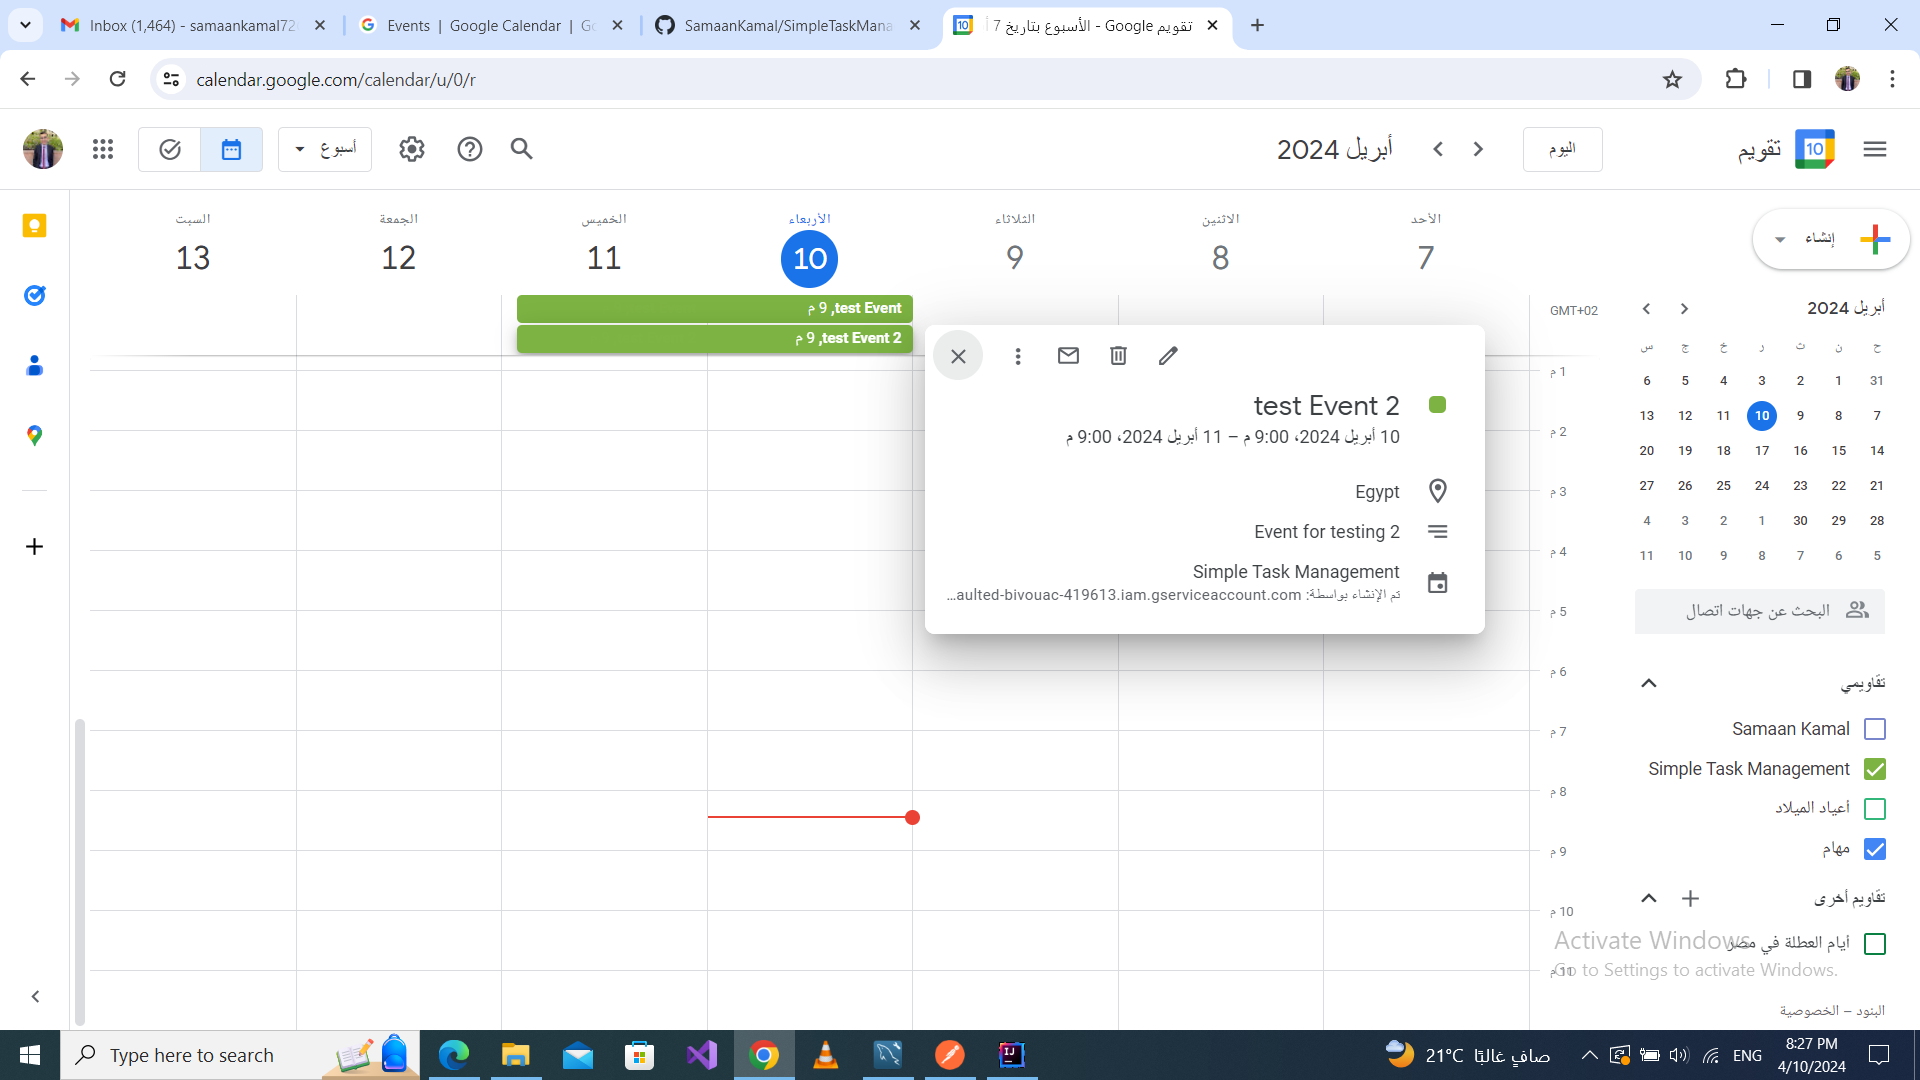 Inbox (1,464) - samaankamal72
Events | Google Calendar | Go
SamaanKamal/SimpleTaskMana
تقويم Google - الأسبوع بتاريخ 7
calendar.google.com/calendar/u/0/r
تقويم
10
اليوم
أبريل 2024
أسبوع
إنشاء
الأحد
7
الاثنين
8
الثلاثاء
9
الأربعاء
10
الخميس
11
الجمعة
12
السبت
13
GMT+02
test Event, 9 م
test Event 2, 9 م
1 م
2 م
3 م
4 م
5 م
6 م
7 م
8 م
9 م
10 م
11 م
test Event 2
10 أبريل 2024، 9:00 م – 11 أبريل 2024، 9:00 م
Egypt
Event for testing 2
Simple Task Management
تم الإنشاء بواسطة: aulted-bivouac-419613.iam.gserviceaccount.com...
أبريل 2024
ح ن ث ر خ ج س
31 1 2 3 4 5 6
7 8 9 10 11 12 13
14 15 16 17 18 19 20
21 22 23 24 25 26 27
28 29 30 1 2 3 4
5 6 7 8 9 10 11
البحث عن جهات اتصال
تقاويمي
Samaan Kamal
Simple Task Management
أعياد الميلاد
مهام
تقاويم أخرى
أيام العطلة في مصر
Activate Windows
Go to Settings to activate Windows.
البنود – الخصوصية
Type here to search
21°C صافٍ غالبًا
ENG
8:27 PM
4/10/2024